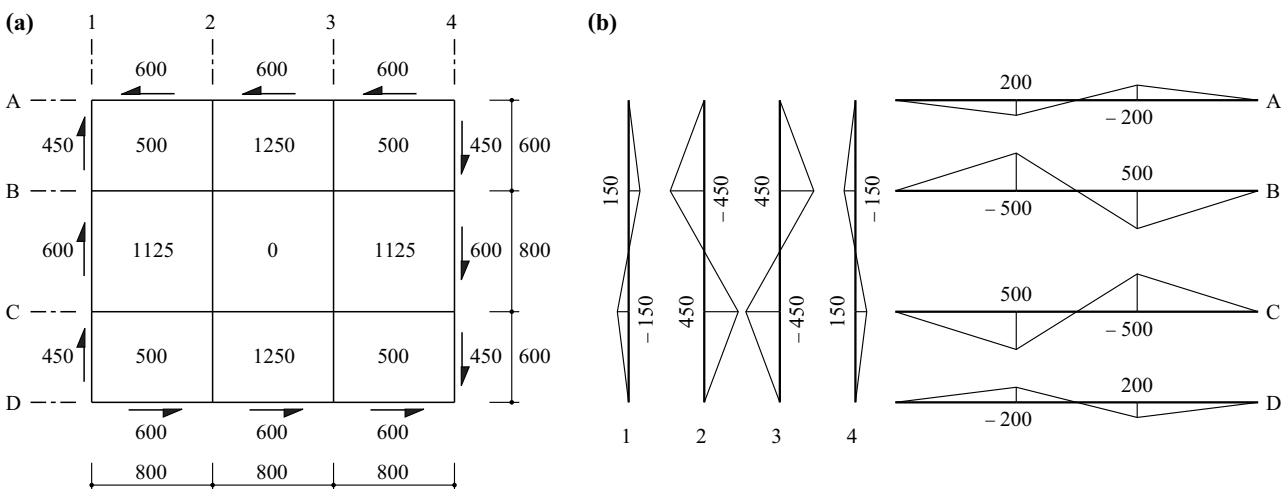 (a) 1 2 3 4
600 600 600
A
450 500 1250 500 450 600
B
600 1125 0 1125 600 800
C
450 500 1250 500 450 600
D
600 600 600
800 800 800
(b)
150 – 450 450 – 150
– 150 450 – 450 150
1 2 3 4
200
– 200 A
500
– 500 B
500
– 500 C
200
– 200 D